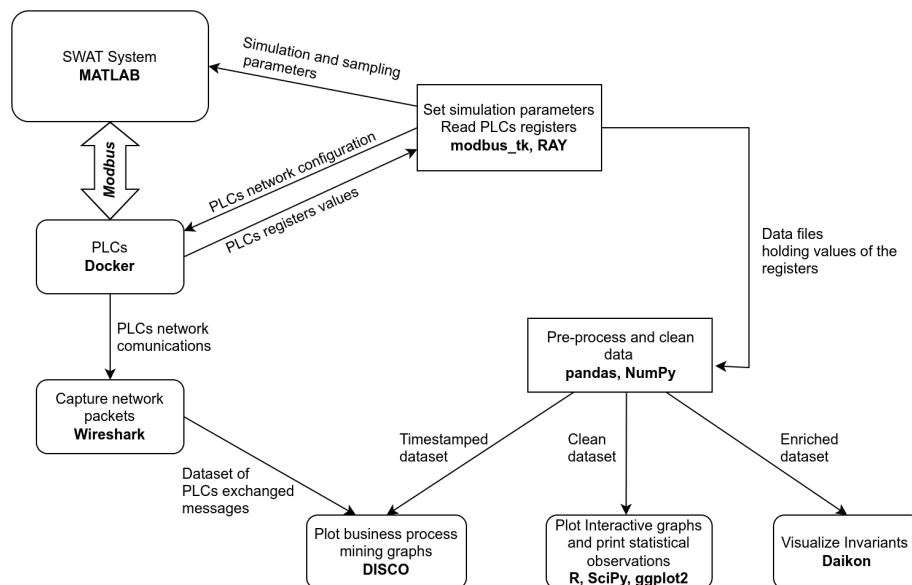 SWAT System
MATLAB
Simulation and sampling
parameters
Set simulation parameters
Read PLCs registers
modbus_tk, RAY
Modbus
PLCs network configuration
PLCs registers values
PLCs
Docker
Data files
holding values of the
registers
PLCs network
comunications
Pre-process and clean
data
pandas, NumPy
Capture network
packets
Wireshark
Timestamped
dataset
Clean
dataset
Enriched
dataset
Dataset of
PLCs exchanged
messages
Plot business process
mining graphs
DISCO
Plot Interactive graphs
and print statistical
observations
R, SciPy, ggplot2
Visualize Invariants
Daikon